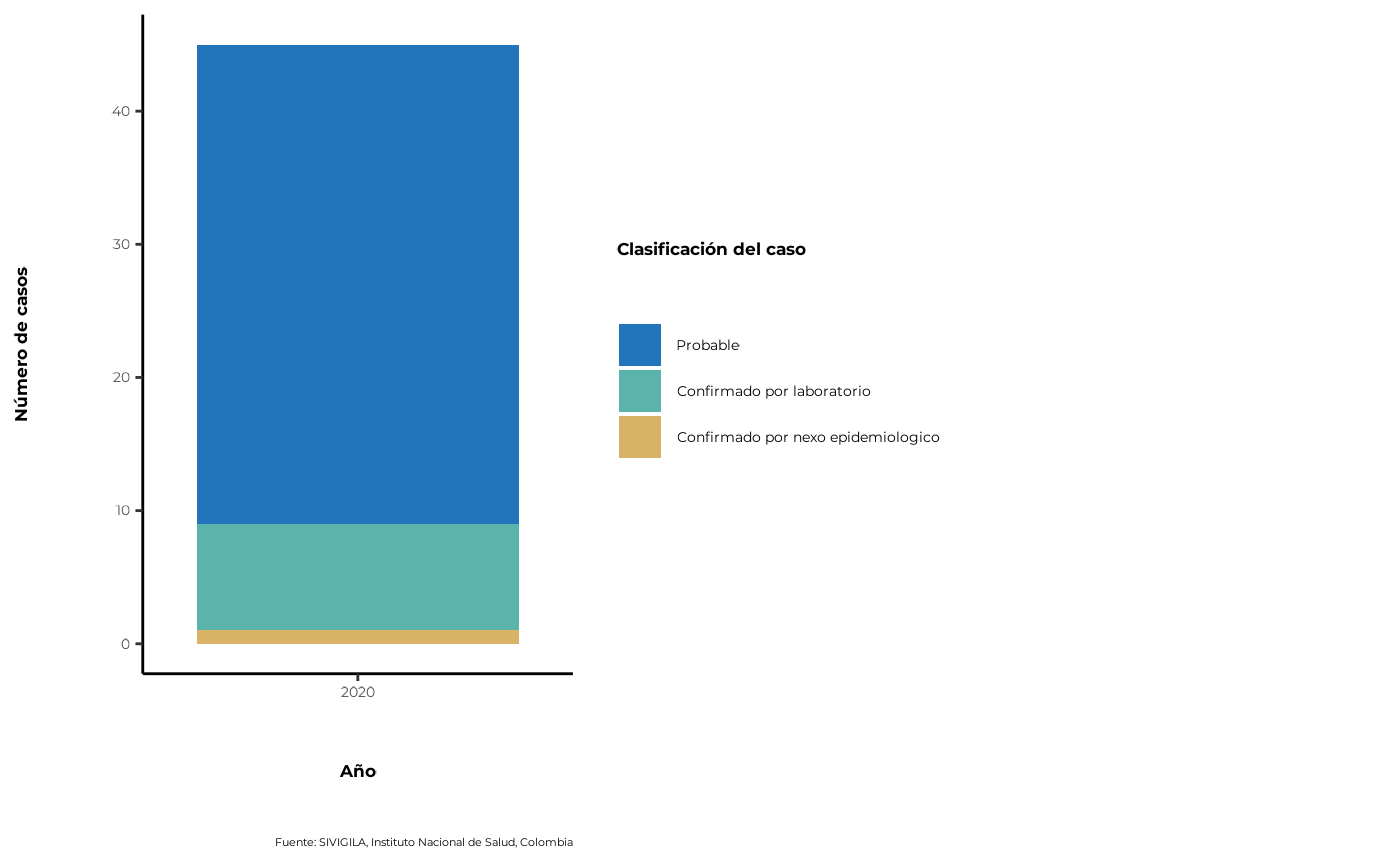 Número de casos
40
30
20
10
0
2020
Año
Clasificación del caso
Probable
Confirmado por laboratorio
Confirmado por nexo epidemiologico
Fuente: SIVIGILA, Instituto Nacional de Salud, Colombia